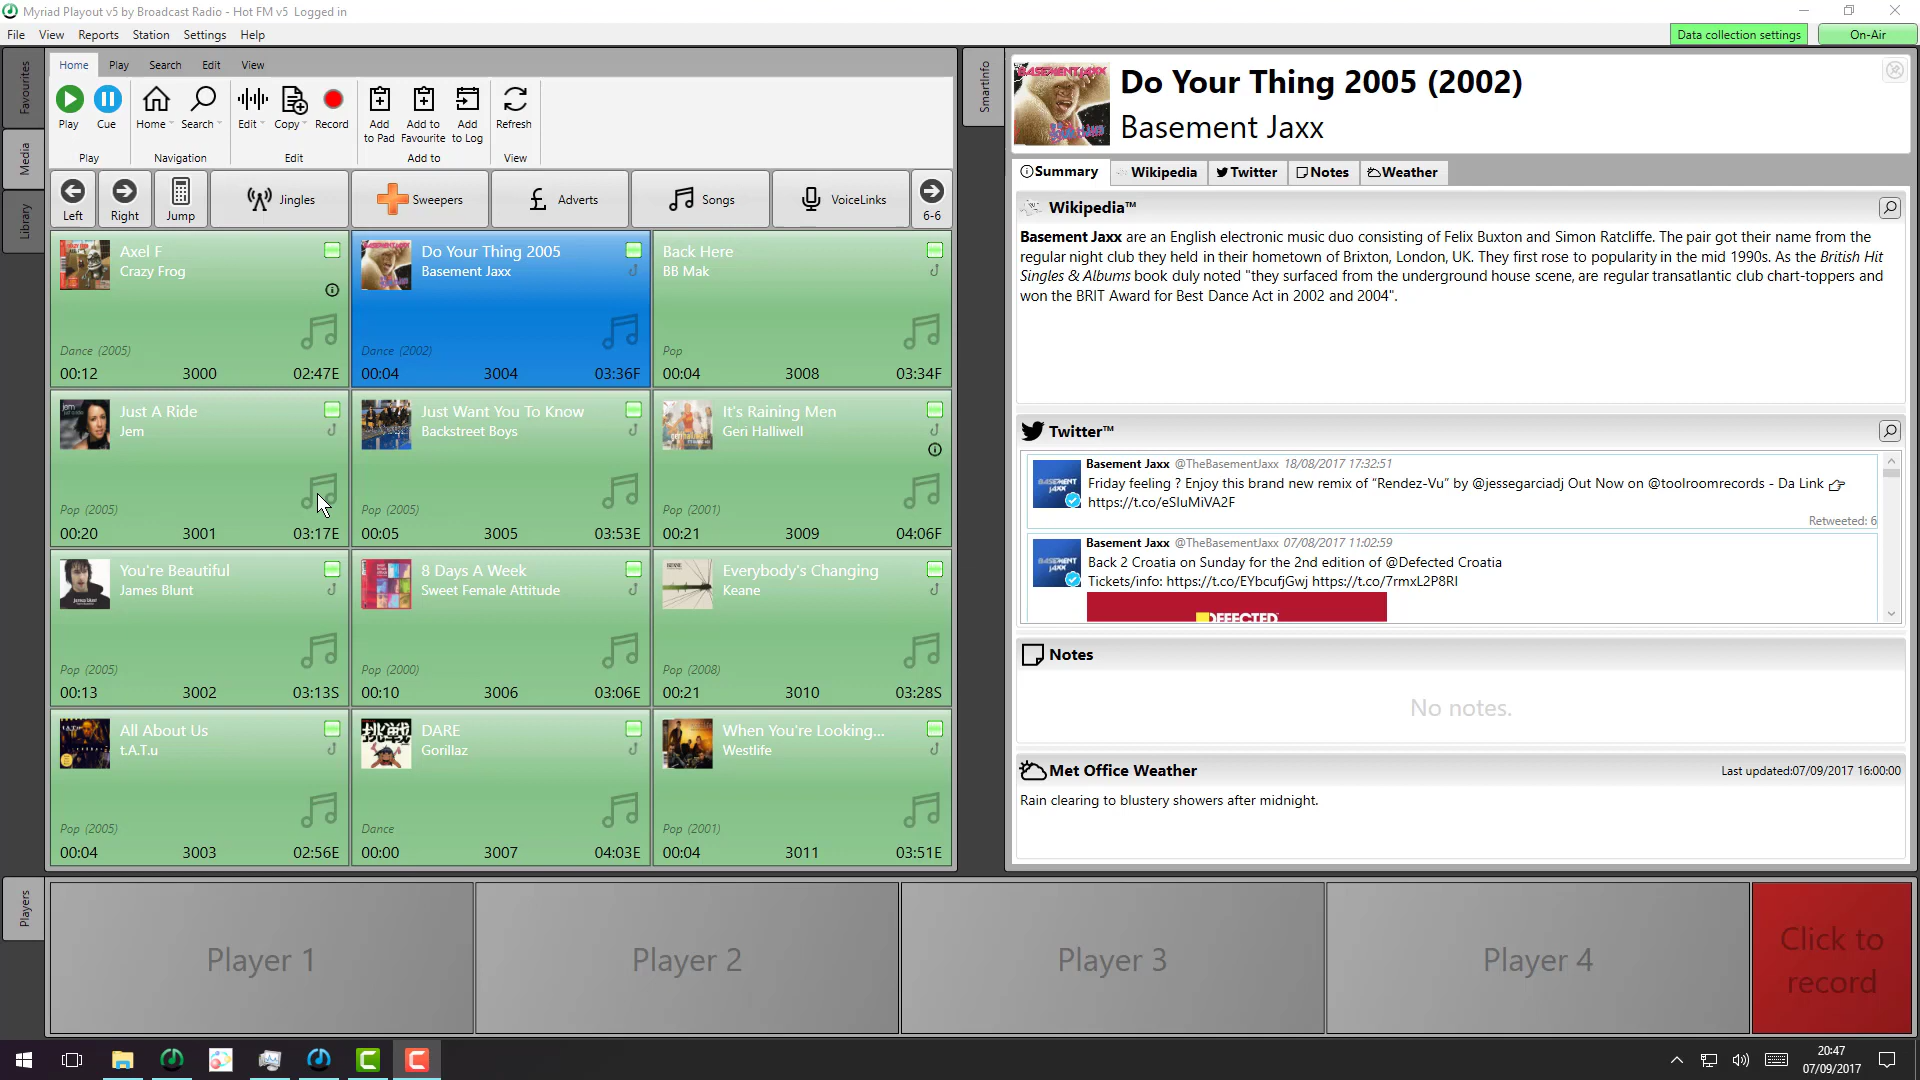 Myriad Playout v5 by Broadcast Radio - Hot FM v5 Logged in
File View Reports Station Settings Help
Data collection settings
On-Air
Favourites
Media
Library
Home Play Search Edit View
Play Cue Home Search Edit Copy Record Add to Pad Add to Favourite Add to Log Refresh
Play Navigation Edit Add to View
Left Right Jump Jingles Sweepers £ Adverts Songs VoiceLinks 6-6
Axel F
Crazy Frog
Dance (2005)
00:12 3000 02:47E
Do Your Thing 2005
Basement Jaxx
Dance (2002)
00:04 3004 03:36F
Back Here
BB Mak
Pop
00:04 3008 03:34F
Just A Ride
Jem
Pop (2005)
00:20 3001 03:17E
Just Want You To Know
Backstreet Boys
Pop (2005)
00:05 3005 03:53E
It's Raining Men
Geri Halliwell
Pop (2001)
00:21 3009 04:06F
You're Beautiful
James Blunt
Pop (2005)
00:13 3002 03:13S
8 Days A Week
Sweet Female Attitude
Pop (2000)
00:10 3006 03:06E
Everybody's Changing
Keane
Pop (2008)
00:21 3010 03:28S
All About Us
t.A.T.u
Pop (2005)
00:04 3003 02:56E
DARE
Gorillaz
Dance
00:00 3007 04:03E
When You're Looking...
Westlife
Pop (2001)
00:04 3011 03:51E
SmartInfo
BASEMENT JAXX
Do Your Thing 2005 (2002)
Basement Jaxx
Summary Wikipedia Twitter Notes Weather
Wikipedia™
Basement Jaxx are an English electronic music duo consisting of Felix Buxton and Simon Ratcliffe. The pair got their name from the
regular night club they held in their hometown of Brixton, London, UK. They first rose to popularity in the mid 1990s. As the British Hit
Singles & Albums book duly noted "they surfaced from the underground house scene, are regular transatlantic club chart-toppers and
won the BRIT Award for Best Dance Act in 2002 and 2004".
Twitter™
Basement Jaxx @TheBasementJaxx 18/08/2017 17:32:51
Friday feeling ? Enjoy this brand new remix of “Rendez-Vu” by @jessegarciadj Out Now on @toolroomrecords - Da Link 👉
https://t.co/eSluMiVA2F
Retweeted: 6
Basement Jaxx @TheBasementJaxx 07/08/2017 11:02:59
Back 2 Croatia on Sunday for the 2nd edition of @Defected Croatia
Tickets/info: https://t.co/EYbcufjGwj https://t.co/7rmxL2P8RI
DEFECTED
Notes
No notes.
Met Office Weather
Last updated:07/09/2017 16:00:00
Rain clearing to blustery showers after midnight.
Players
Player 1
Player 2
Player 3
Player 4
Click to
record
20:47
07/09/2017